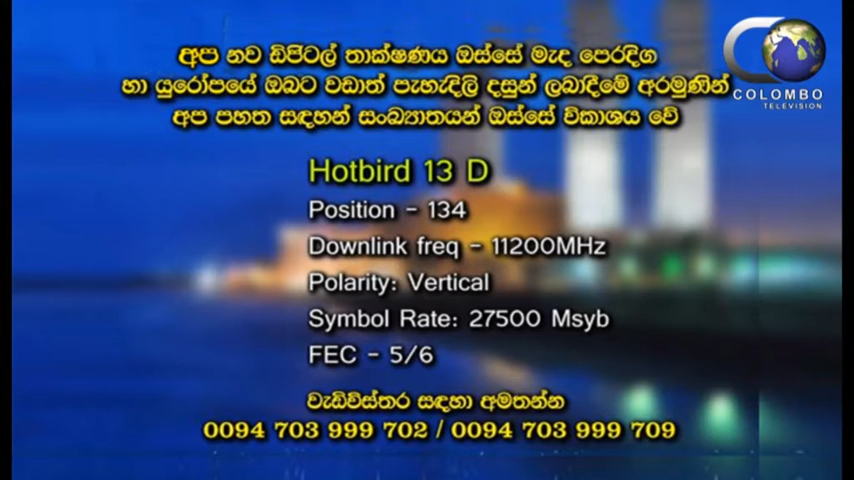 අප නව ඩිජිටල් තාක්ෂණය ඔස්සේ මැද පෙරදිග
හා යුරෝපයේ ඔබට වඩාත් පැහැදිලි දසුන් ලබාදීමේ අරමුණින්
අප පහත සඳහන් සංඛ්‍යාතයන් ඔස්සේ විකාශය වේ
COLOMBO
TELEVISION
Hotbird 13 D
Position - 134
Downlink freq - 11200MHz
Polarity: Vertical
Symbol Rate: 27500 Msyb
FEC - 5/6
වැඩිවිස්තර සඳහා අමතන්න
0094 703 999 702 / 0094 703 999 709